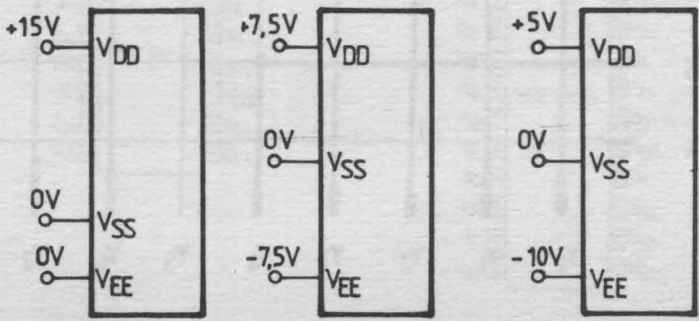 +15V
VDD
0V
VSS
0V
VEE
+7,5V
VDD
0V
VSS
-7,5V
VEE
+5V
VDD
0V
VSS
-10V
VEE